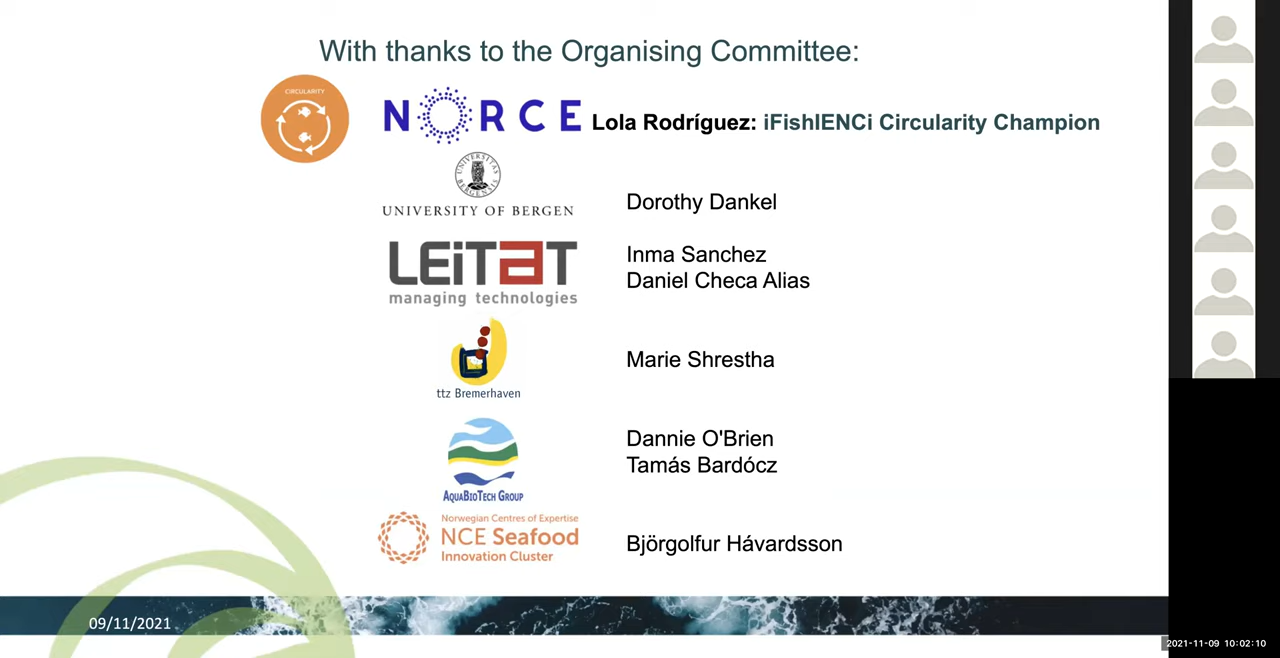 With thanks to the Organising Committee:
CIRCULARITY
NORCE
Lola Rodríguez: iFishIENCi Circularity Champion
UNIVERSITAS BERGENSIS
UNIVERSITY OF BERGEN
Dorothy Dankel
LEiTaT
managing technologies
Inma Sanchez
Daniel Checa Alias
ttz Bremerhaven
Marie Shrestha
AQUABIOTECH GROUP
Dannie O'Brien
Tamás Bardócz
Norwegian Centres of Expertise
NCE Seafood
Innovation Cluster
Björgolfur Hávardsson
09/11/2021
2021-11-09 10:02:10